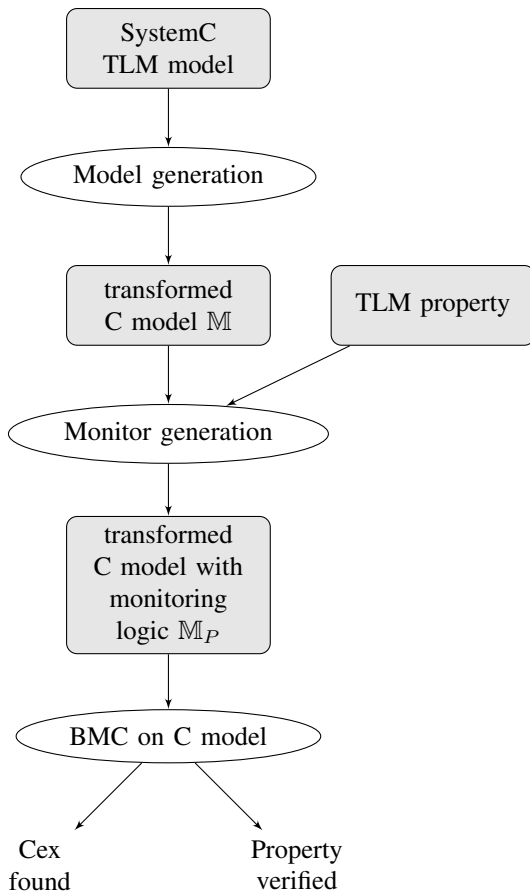 SystemC
TLM model
Model generation
transformed
C model 𝕄
TLM property
Monitor generation
transformed
C model with
monitoring
logic 𝕄_P
BMC on C model
Cex
found
Property
verified